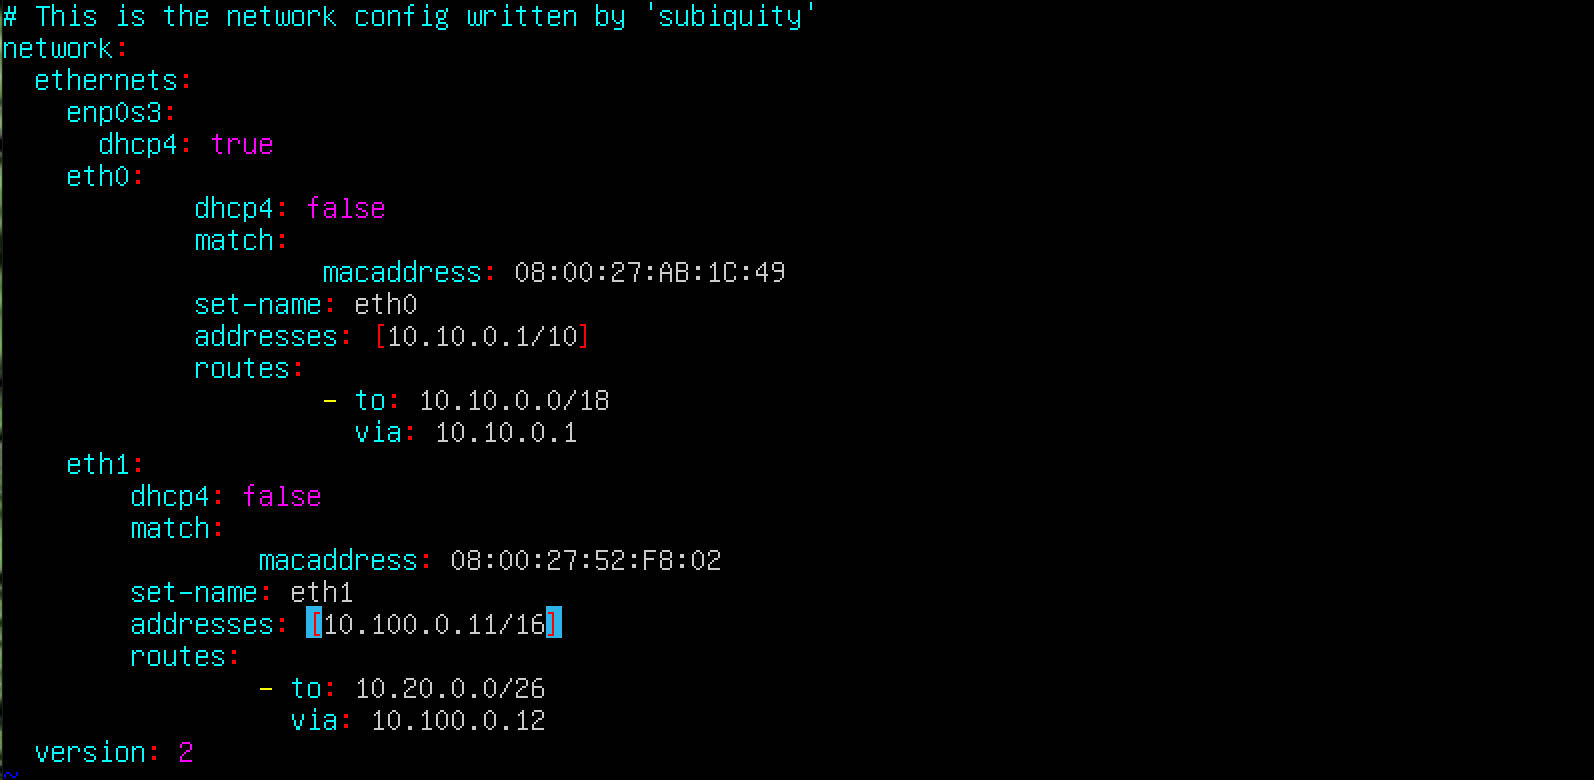 # This is the network config written by 'subiquity'
network:
  ethernets:
    enp0s3:
      dhcp4: true
    eth0:
            dhcp4: false
            match:
                    macaddress: 08:00:27:AB:1C:49
            set-name: eth0
            addresses: [10.10.0.1/10]
            routes:
                    - to: 10.10.0.0/18
                      via: 10.10.0.1
    eth1:
        dhcp4: false
        match:
                macaddress: 08:00:27:52:F8:02
        set-name: eth1
        addresses: [10.100.0.11/16]
        routes:
                - to: 10.20.0.0/26
                  via: 10.100.0.12
  version: 2
~